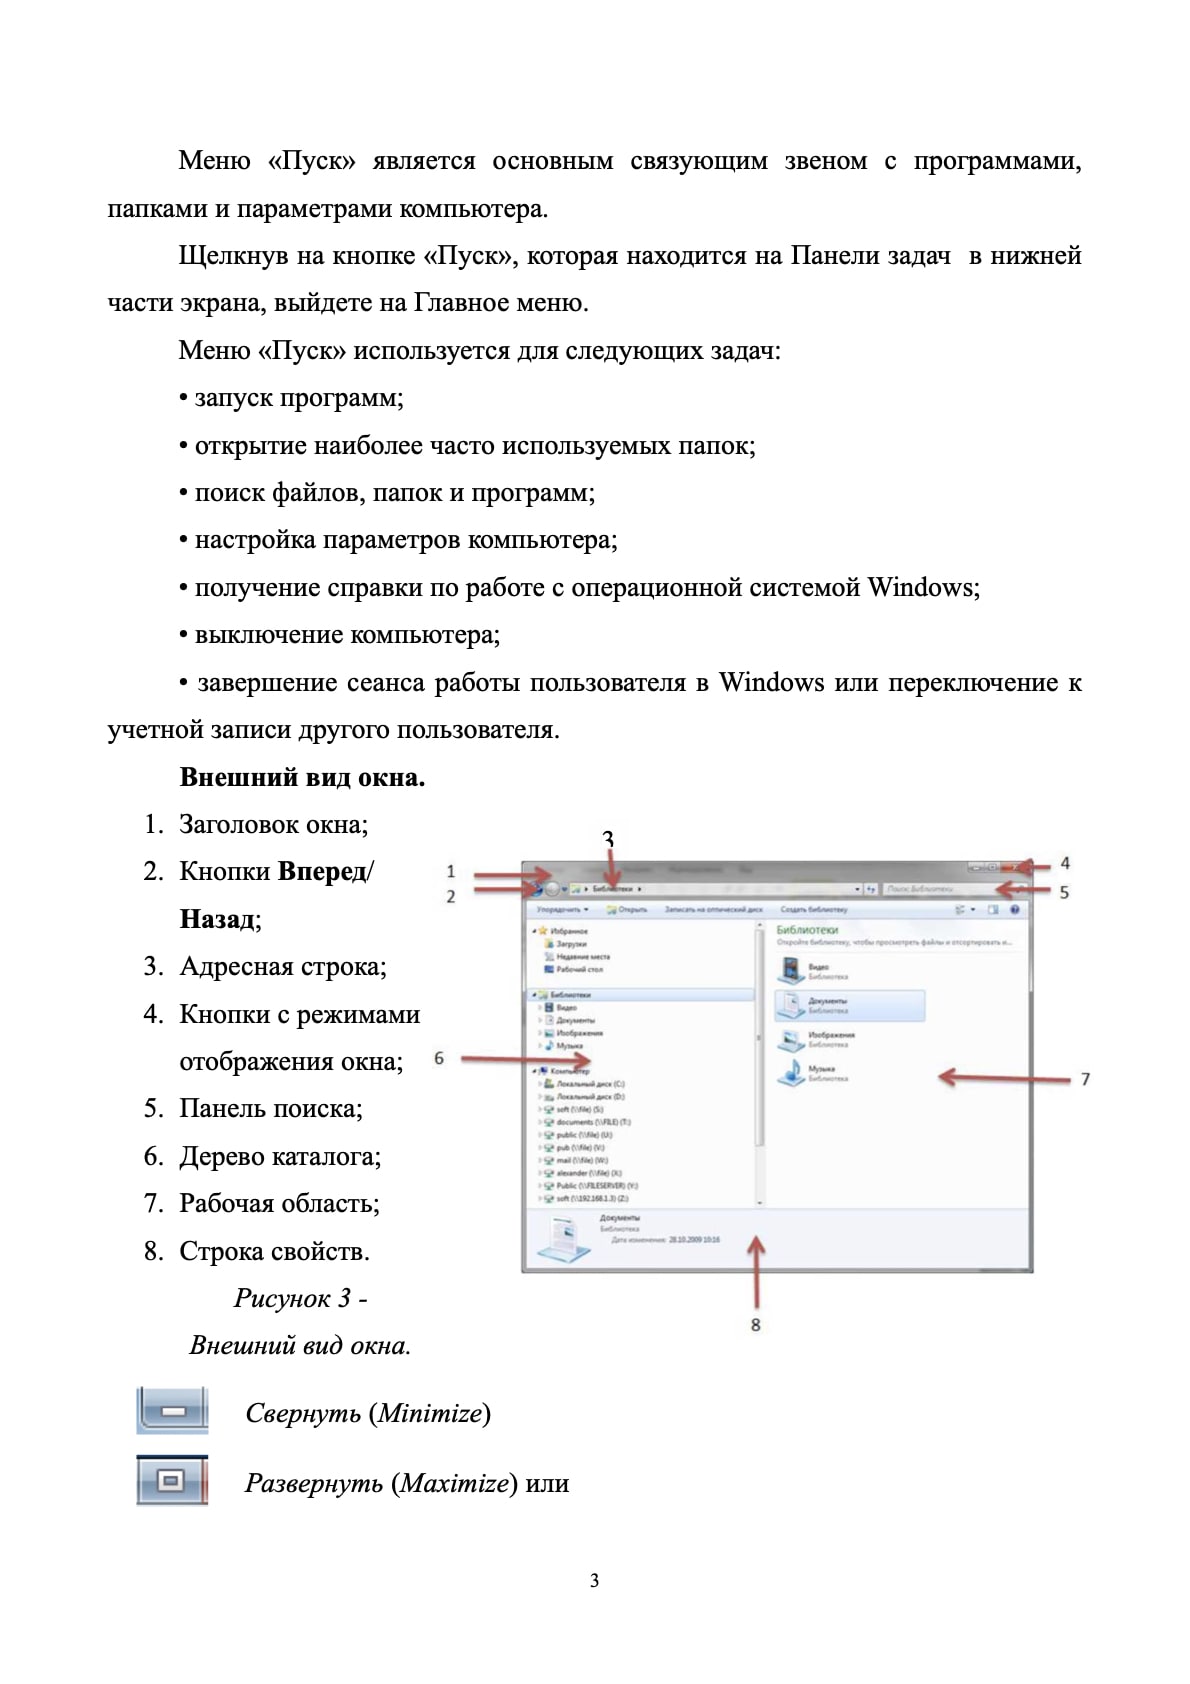 Меню «Пуск» является основным связующим звеном с программами,
папками и параметрами компьютера.
Щелкнув на кнопке «Пуск», которая находится на Панели задач в нижней
части экрана, выйдете на Главное меню.
Меню «Пуск» используется для следующих задач:
• запуск программ;
• открытие наиболее часто используемых папок;
• поиск файлов, папок и программ;
• настройка параметров компьютера;
• получение справки по работе с операционной системой Windows;
• выключение компьютера;
• завершение сеанса работы пользователя в Windows или переключение к
учетной записи другого пользователя.
Внешний вид окна.
1. Заголовок окна;
2. Кнопки Вперед/
Назад;
3. Адресная строка;
4. Кнопки с режимами
отображения окна;
5. Панель поиска;
6. Дерево каталога;
7. Рабочая область;
8. Строка свойств.
Рисунок 3 -
Внешний вид окна.
3
1
4
2
5
Библиотеки
Поиск: Библиотеки
Упорядочить
Открыть
Записать на оптический диск
Создать библиотеку
Избранное
Загрузки
Недавние места
Рабочий стол
Библиотеки
Видео
Документы
Изображения
Музыка
6
Компьютер
Локальный диск (C:)
Локальный диск (D:)
soft (\\file) (S:)
documents (\\FILE) (T:)
public (\\file) (U:)
pub (\\file) (V:)
mail (\\file) (W:)
alexander (\\file) (X:)
Public (\\FILESERVER) (Y:)
soft (\\192.168.1.3) (Z:)
Библиотеки
Откройте библиотеку, чтобы просмотреть файлы и отсортировать и...
Видео
Библиотека
Документы
Библиотека
Изображения
Библиотека
Музыка
Библиотека
7
Документы
Библиотека
Дата изменения: 28.10.2009 10:16
8
Свернуть (Minimize)
Развернуть (Maximize) или
3